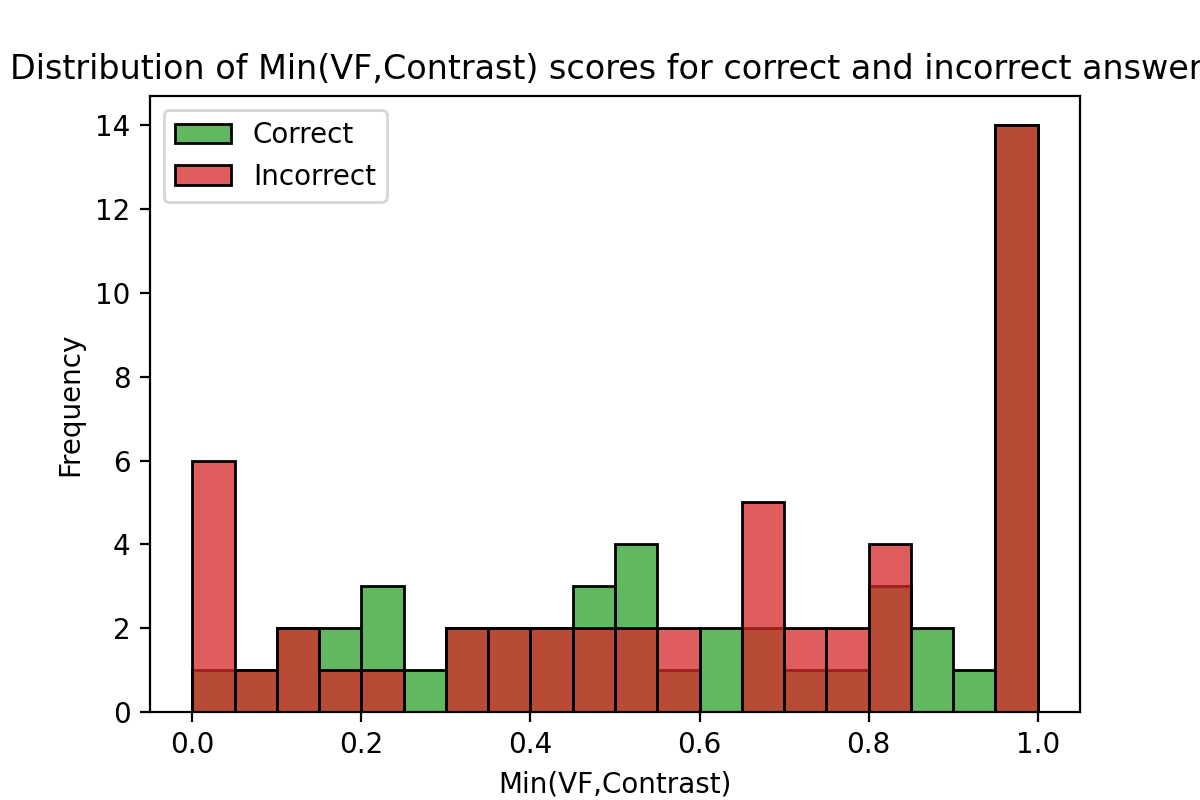 Distribution of Min(VF,Contrast) scores for correct and incorrect answer
Correct
Incorrect
14
12
10
8
6
4
2
0
Frequency
0.0 0.2 0.4 0.6 0.8 1.0
Min(VF,Contrast)